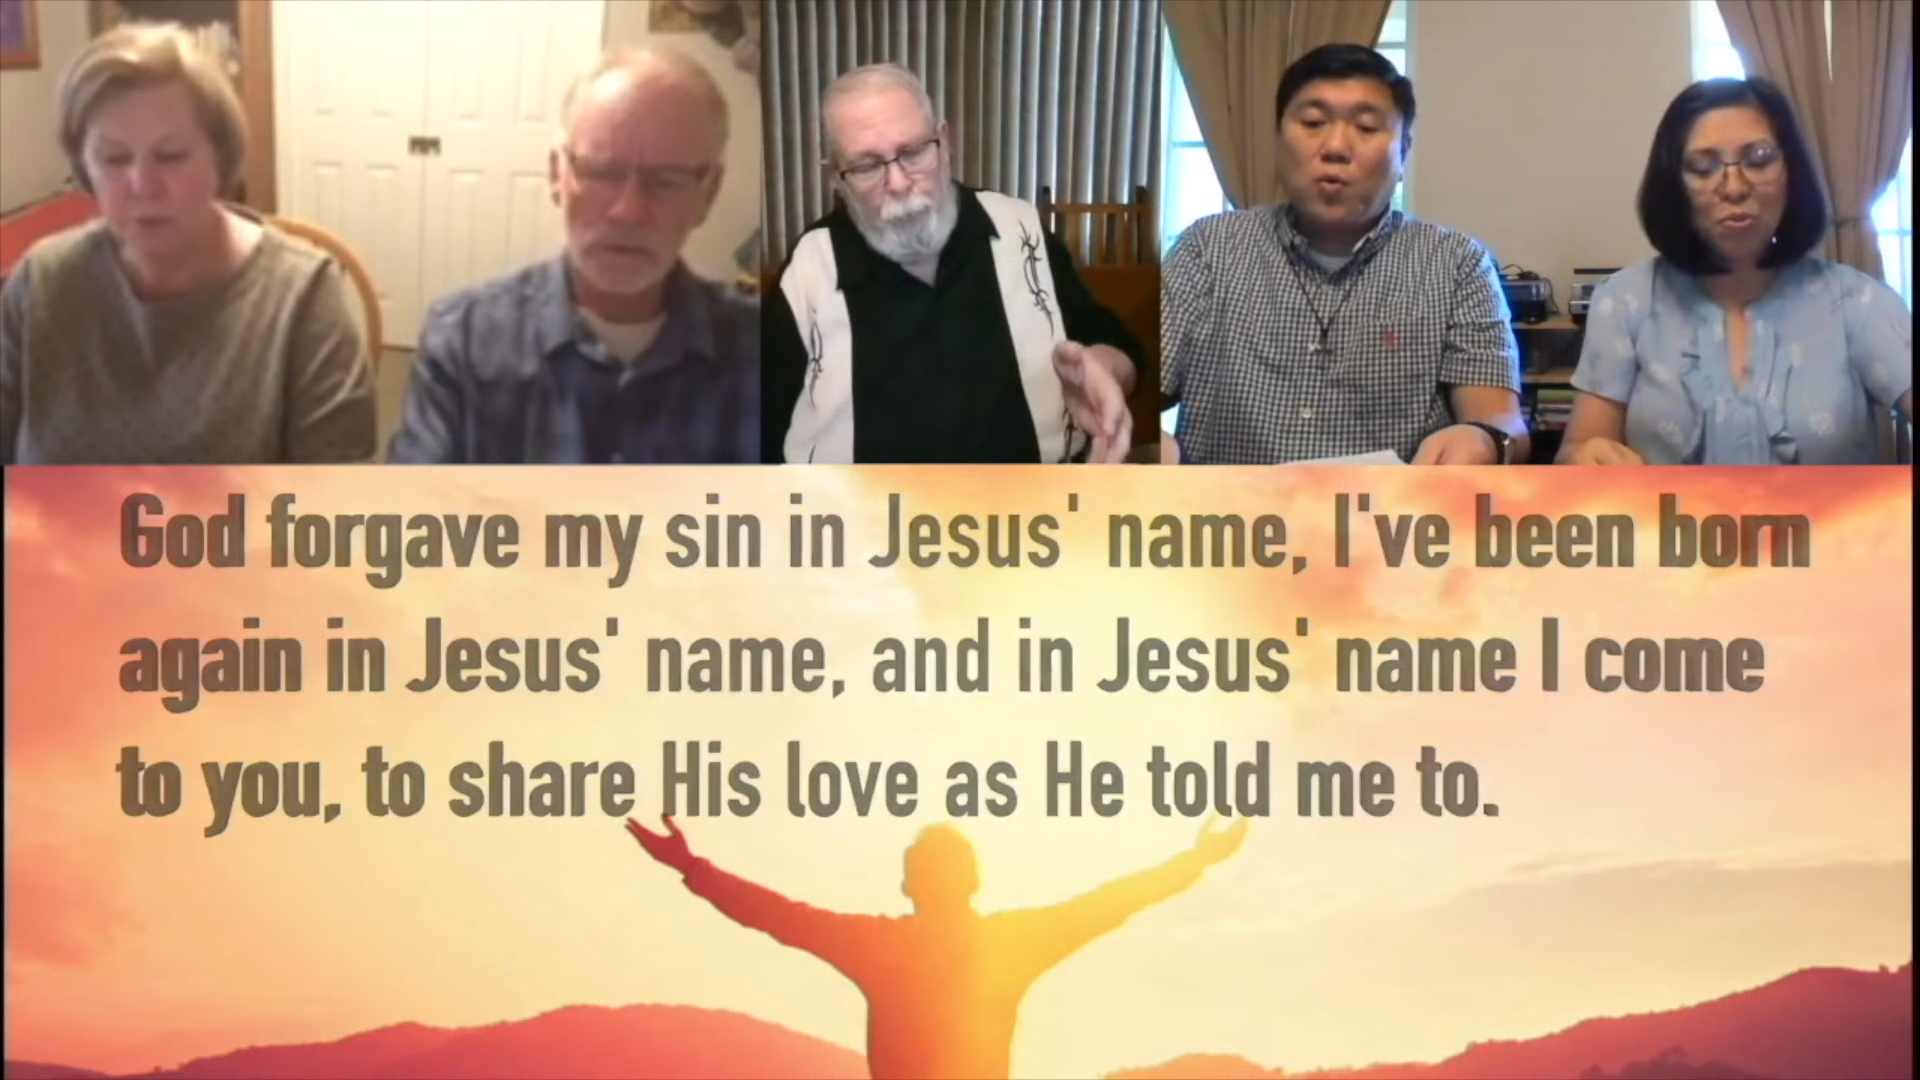 God forgave my sin in Jesus' name, I've been born
again in Jesus' name, and in Jesus' name I come
to you, to share His love as He told me to.